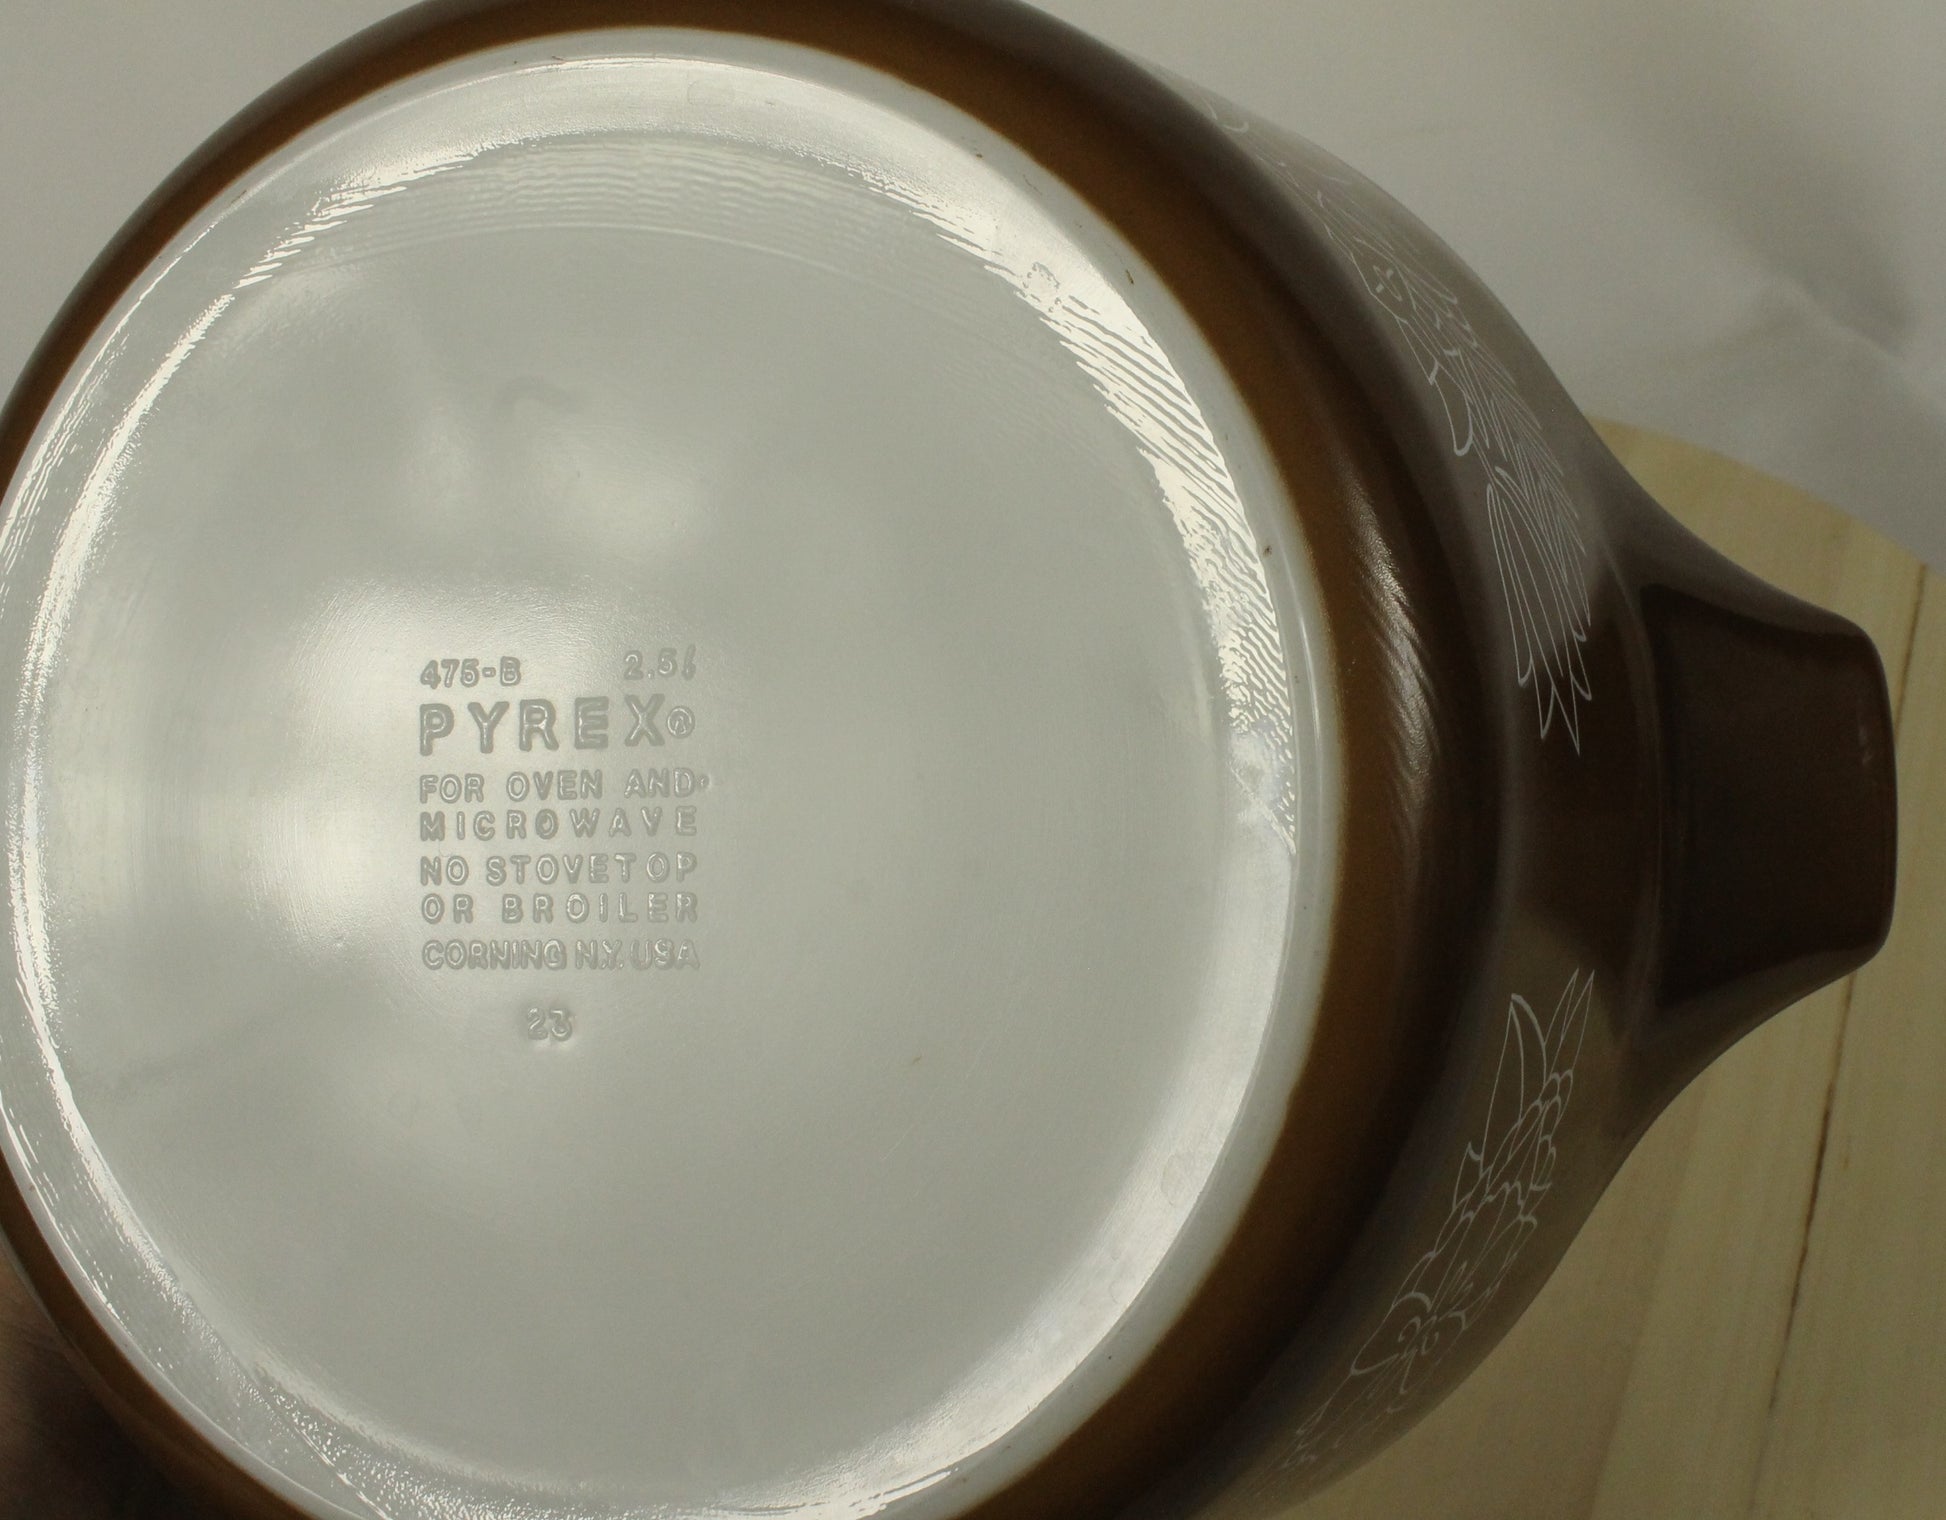 475-B 2.5ℓ
PYREX®
FOR OVEN AND
MICROWAVE
NO STOVETOP
OR BROILER
CORNING N.Y. USA
23